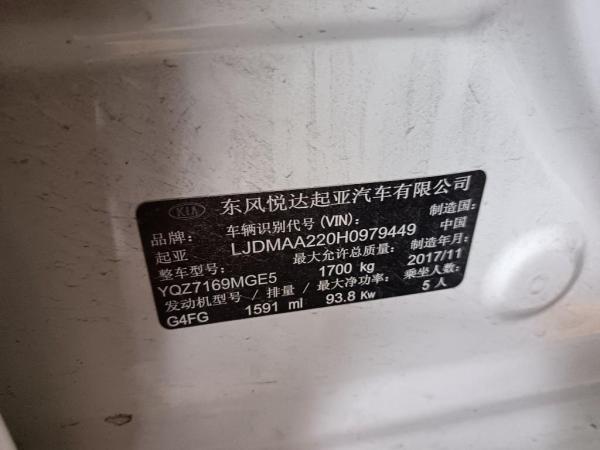 KIA 东风悦达起亚汽车有限公司
品牌: 车辆识别代号(VIN): 制造国:
起亚 LJDMAA220H0979449 中国
整车型号: 最大允许总质量: 制造年月:
YQZ7169MGE5 1700 kg 2017/11
发动机型号 / 排量 / 最大净功率: 乘坐人数:
G4FG 1591 ml 93.8 Kw 5 人